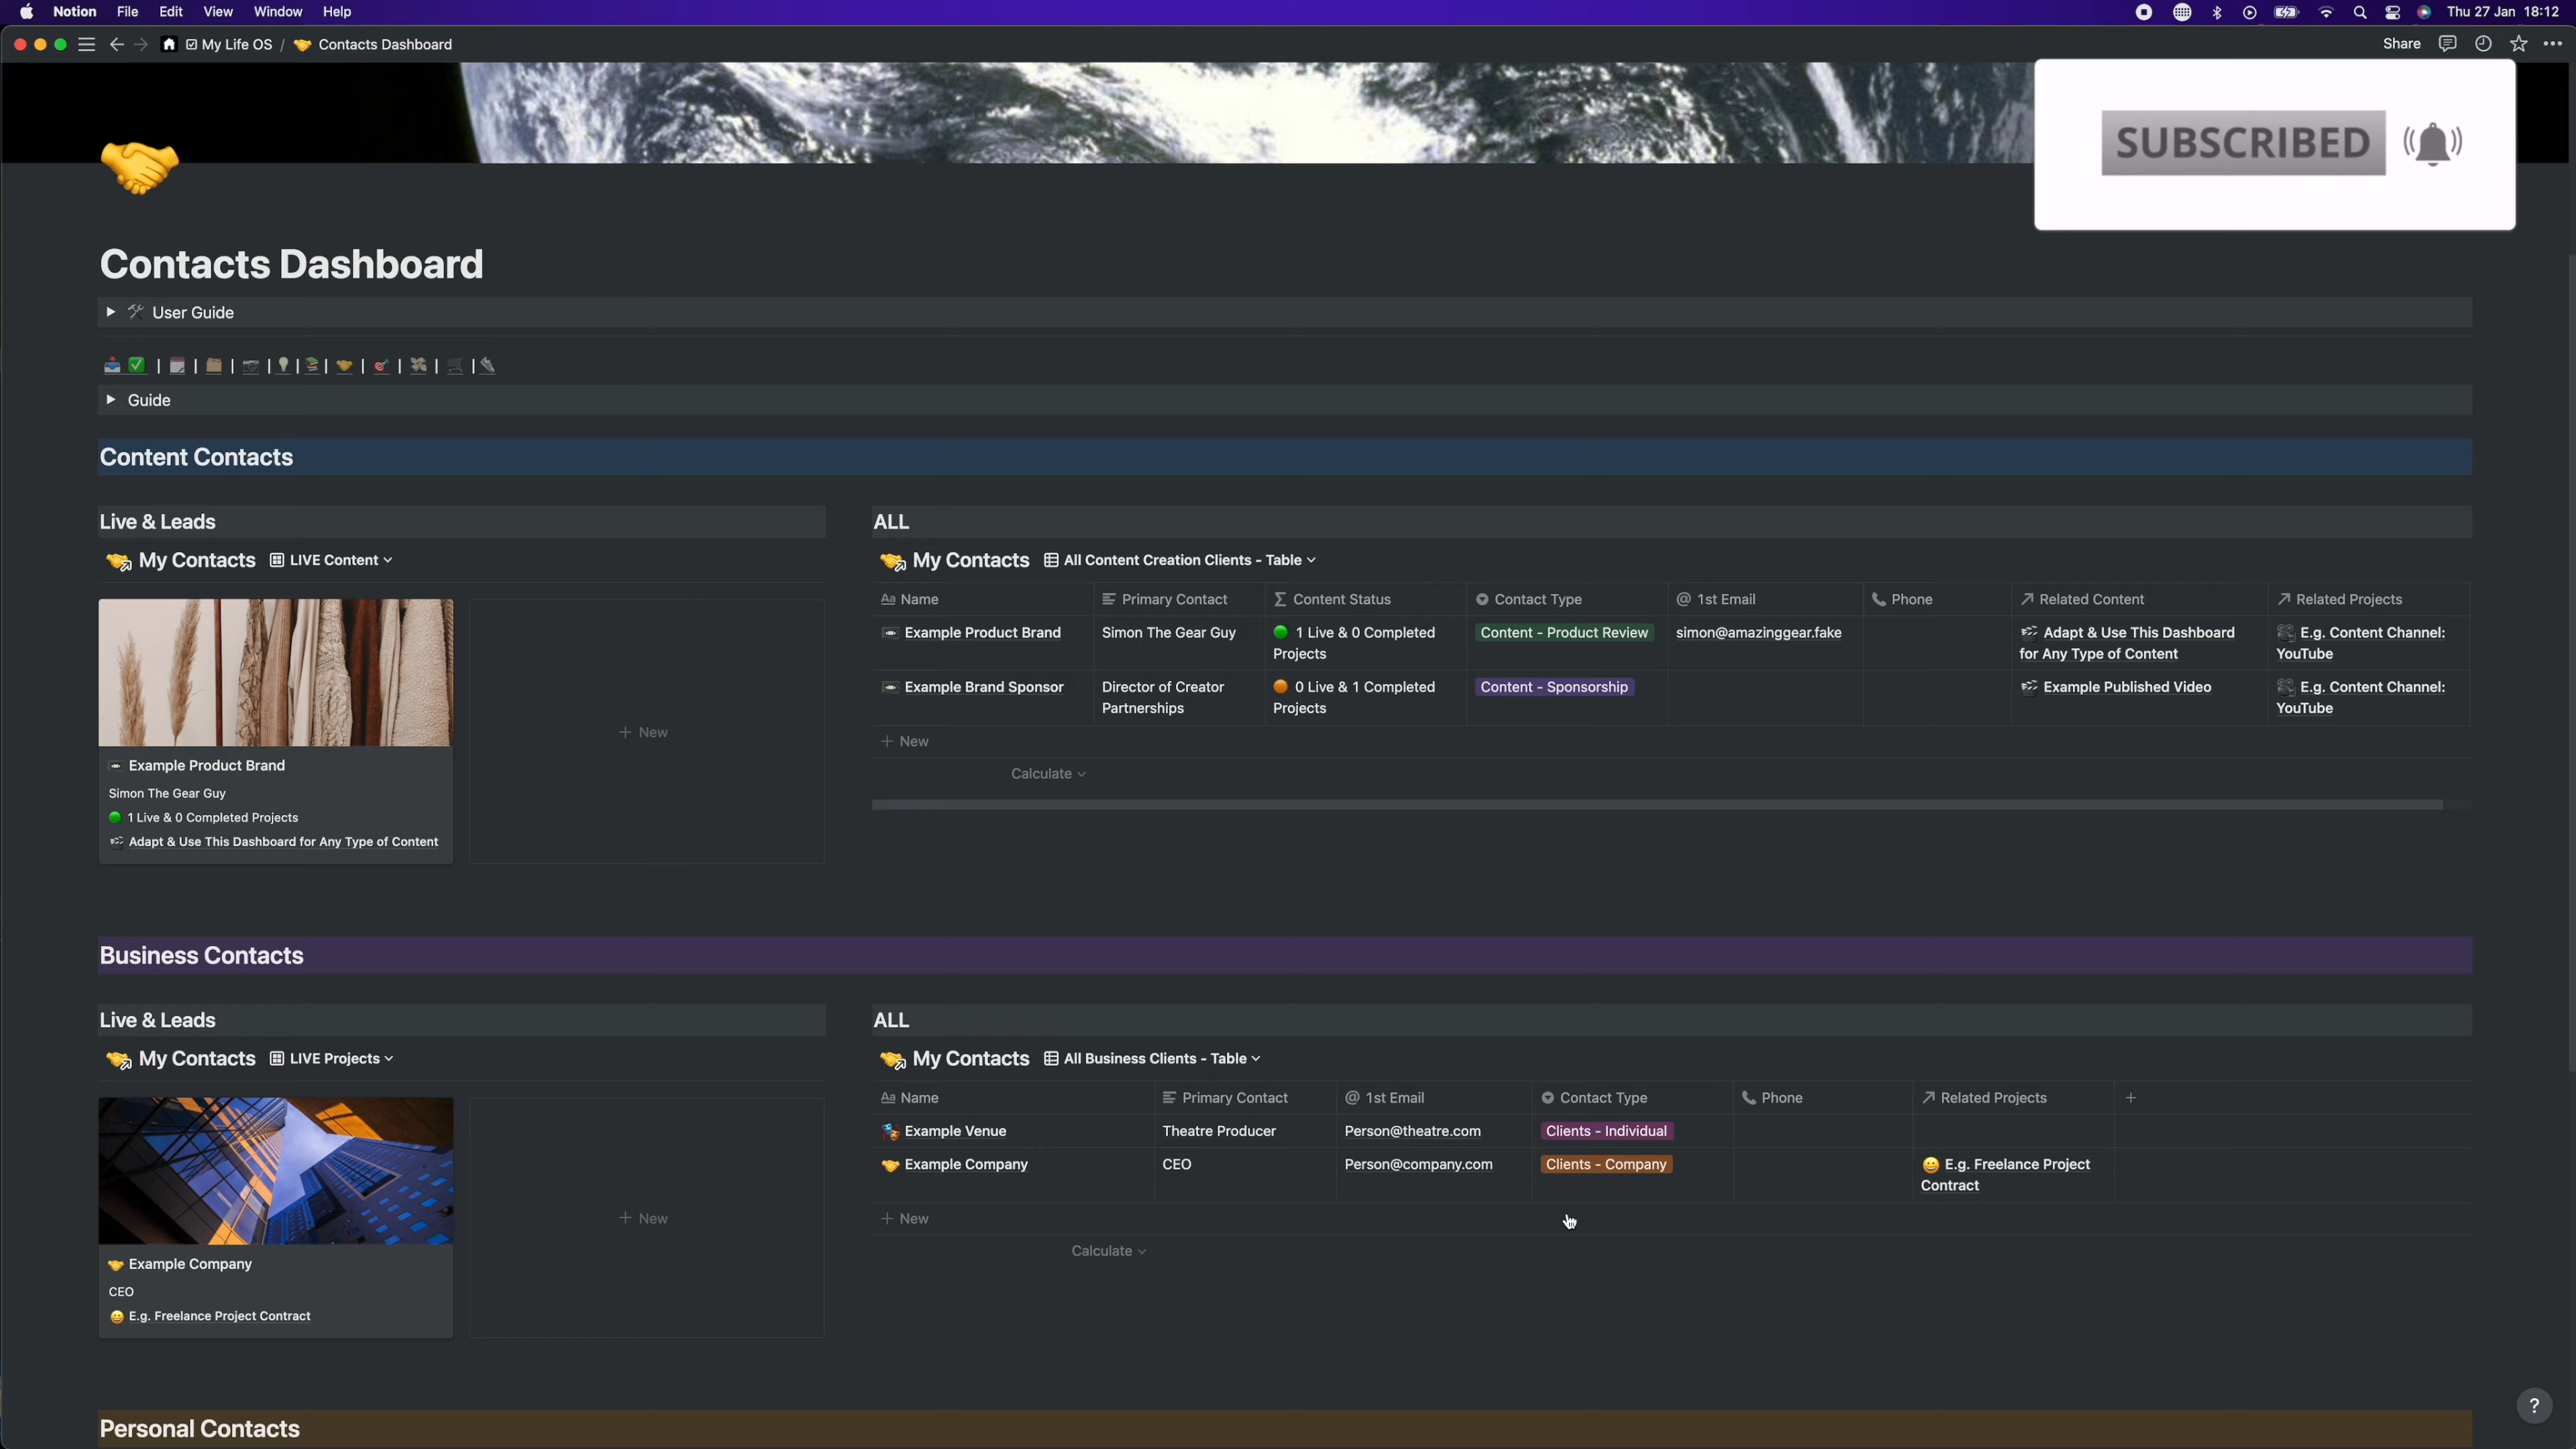 Notion File Edit View Window Help Thu 27 Jan 18:12
My Life OS / Contacts Dashboard Share
SUBSCRIBED
Contacts Dashboard
User Guide
Guide
Content Contacts
Live & Leads
My Contacts LIVE Content
+ New
Example Product Brand
Simon The Gear Guy
1 Live & 0 Completed Projects
Adapt & Use This Dashboard for Any Type of Content
ALL
My Contacts All Content Creation Clients - Table
Aa Name Primary Contact Σ Content Status Contact Type @ 1st Email Phone Related Content Related Projects
Example Product Brand Simon The Gear Guy 1 Live & 0 Completed Content - Product Review simon@amazinggear.fake Adapt & Use This Dashboard E.g. Content Channel:
Projects for Any Type of Content YouTube
Example Brand Sponsor Director of Creator 0 Live & 1 Completed Content - Sponsorship Example Published Video E.g. Content Channel:
Partnerships Projects YouTube
+ New
Calculate
Business Contacts
Live & Leads
My Contacts LIVE Projects
+ New
Example Company
CEO
E.g. Freelance Project Contract
ALL
My Contacts All Business Clients - Table
Aa Name Primary Contact @ 1st Email Contact Type Phone Related Projects +
Example Venue Theatre Producer Person@theatre.com Clients - Individual
Example Company CEO Person@company.com Clients - Company E.g. Freelance Project
Contract
+ New
Calculate
?
Personal Contacts